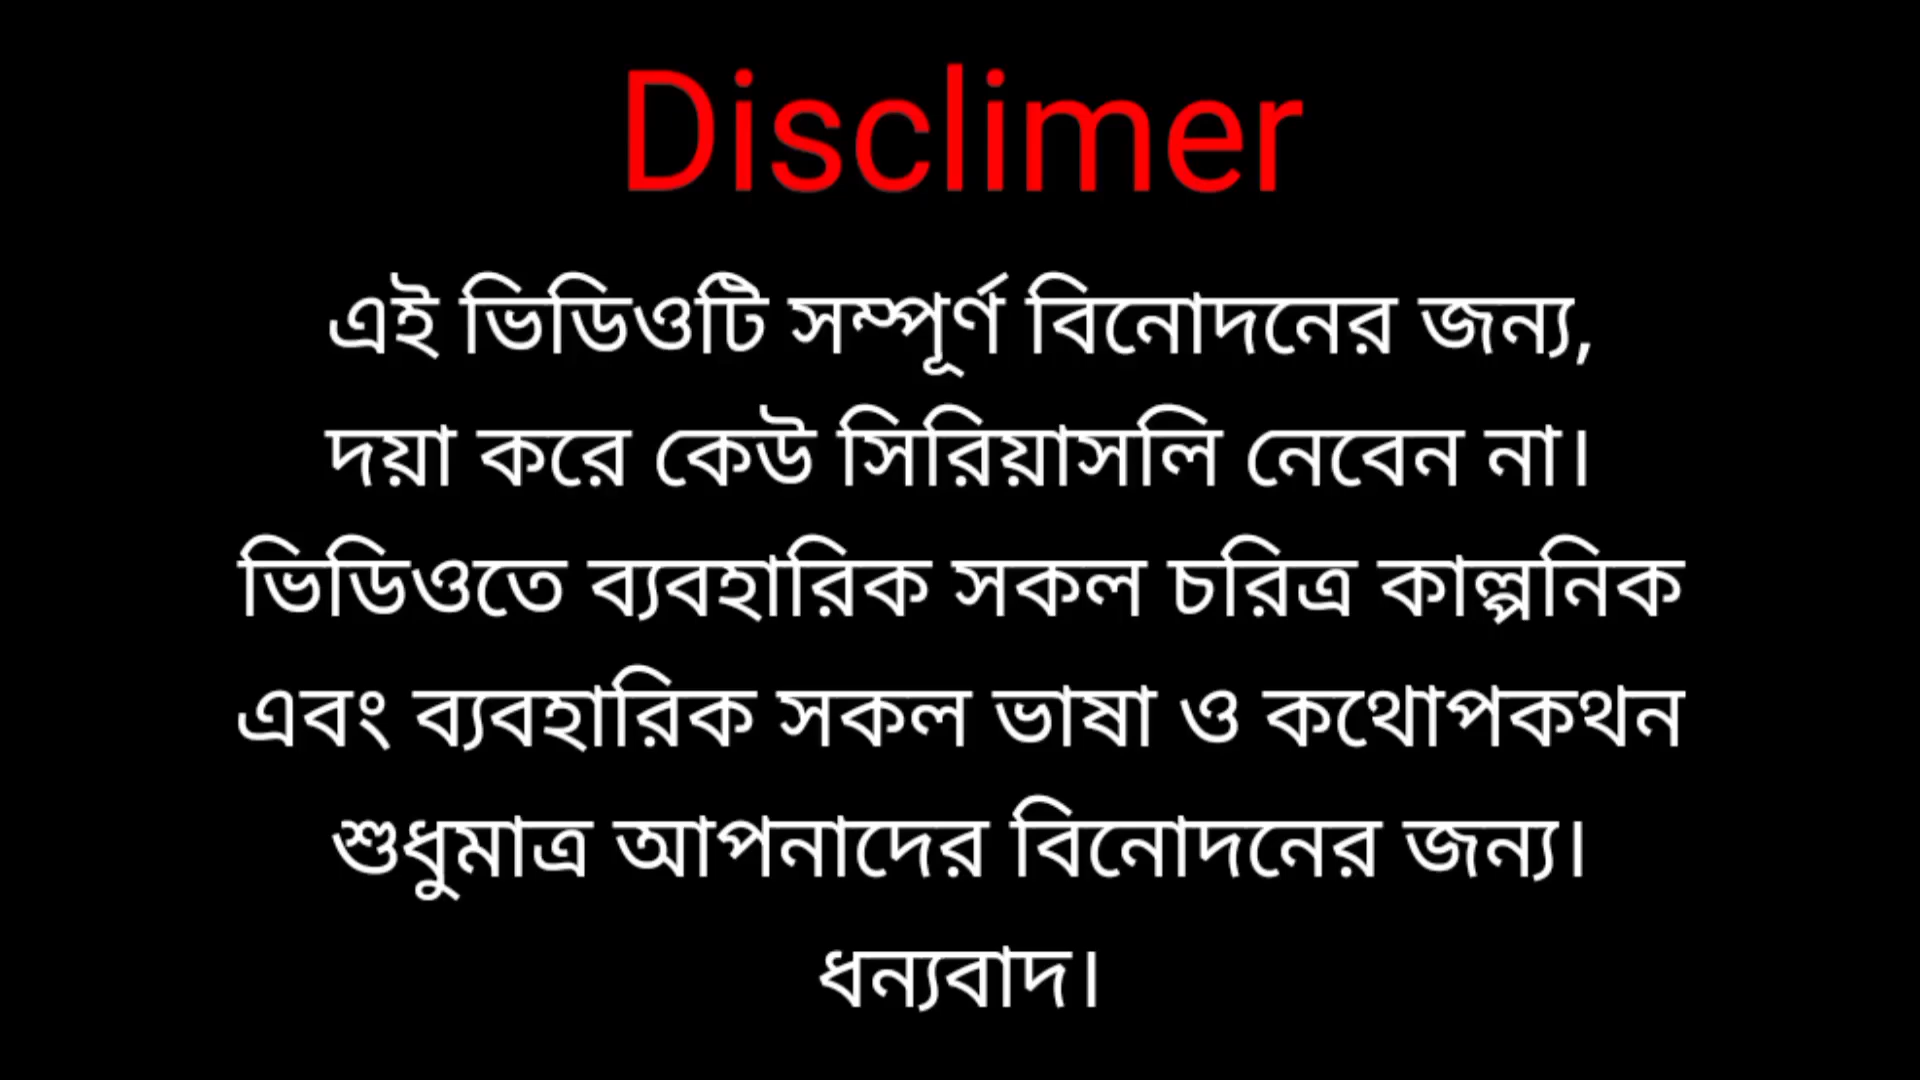 Disclimer
এই ভিডিওটি সম্পূর্ণ বিনোদনের জন্য,
দয়া করে কেউ সিরিয়াসলি নেবেন না।
ভিডিওতে ব্যবহারিক সকল চরিত্র কাল্পনিক
এবং ব্যবহারিক সকল ভাষা ও কথোপকথন
শুধুমাত্র আপনাদের বিনোদনের জন্য।
ধন্যবাদ।